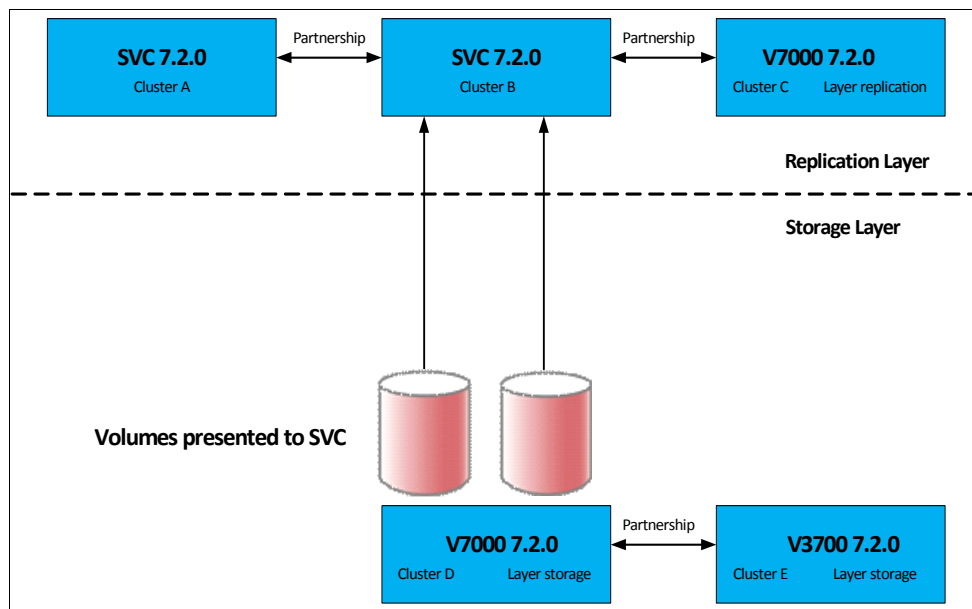 Partnership
Partnership
SVC 7.2.0
Cluster A
SVC 7.2.0
Cluster B
V7000 7.2.0
Cluster C Layer replication
Replication Layer
Storage Layer
Volumes presented to SVC
Partnership
V7000 7.2.0
Cluster D Layer storage
V3700 7.2.0
Cluster E Layer storage